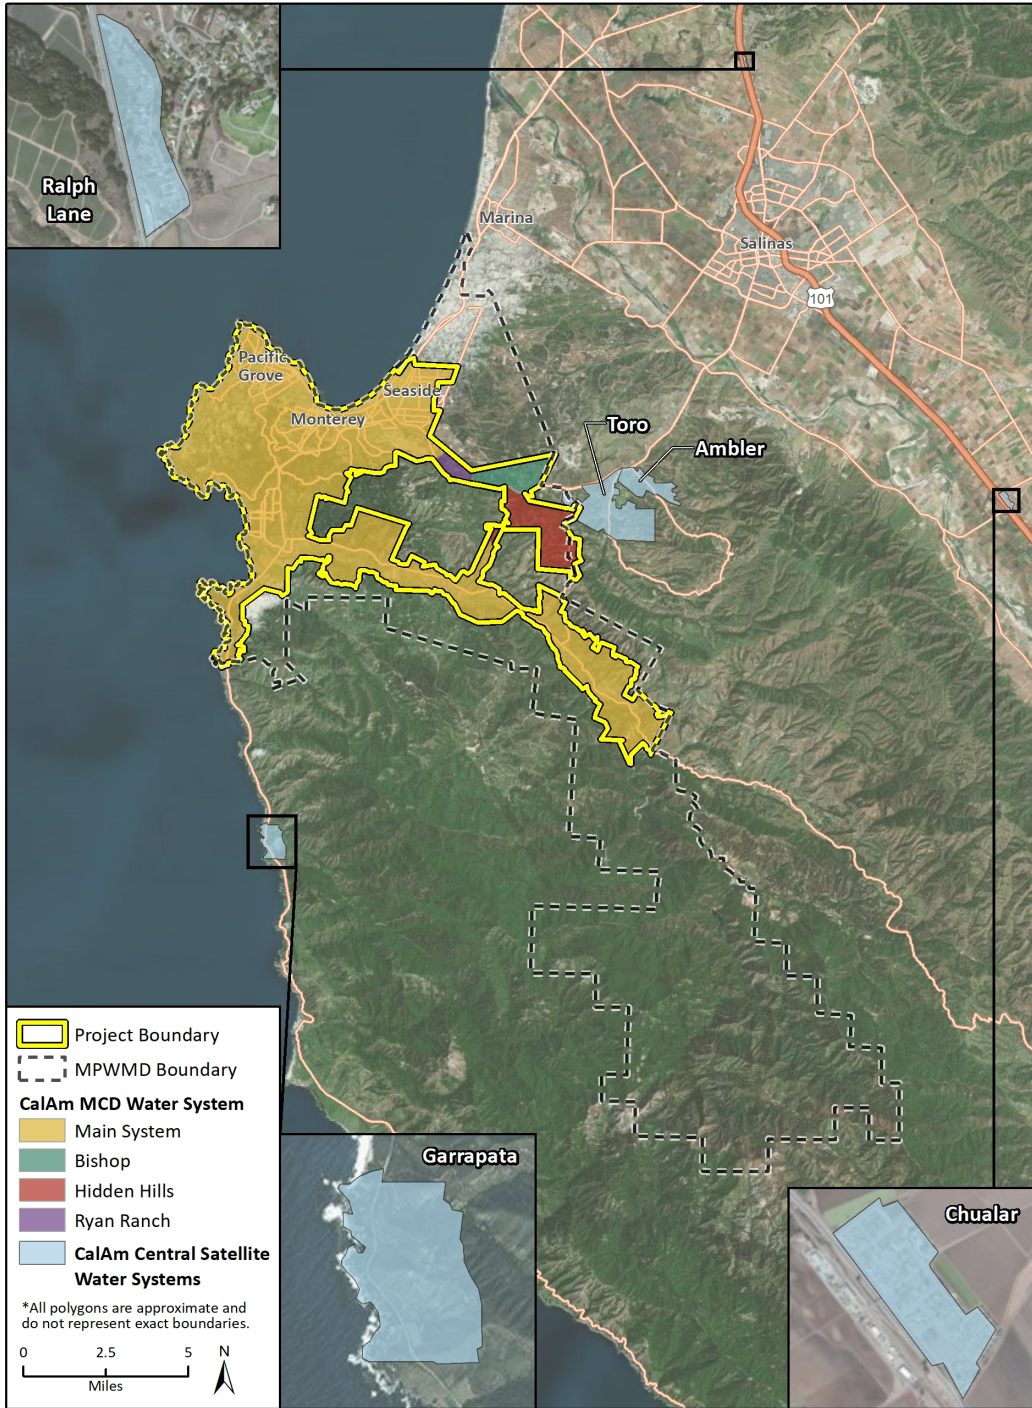 Ralph
Lane
Marina
Salinas
101
Pacific
Grove
Seaside
Monterey
Toro
Ambler
Project Boundary
MPWMD Boundary
CalAm MCD Water System
Main System
Bishop
Hidden Hills
Ryan Ranch
CalAm Central Satellite
Water Systems
*All polygons are approximate and
do not represent exact boundaries.
0 2.5 5
Miles
N
Garrapata
Chualar